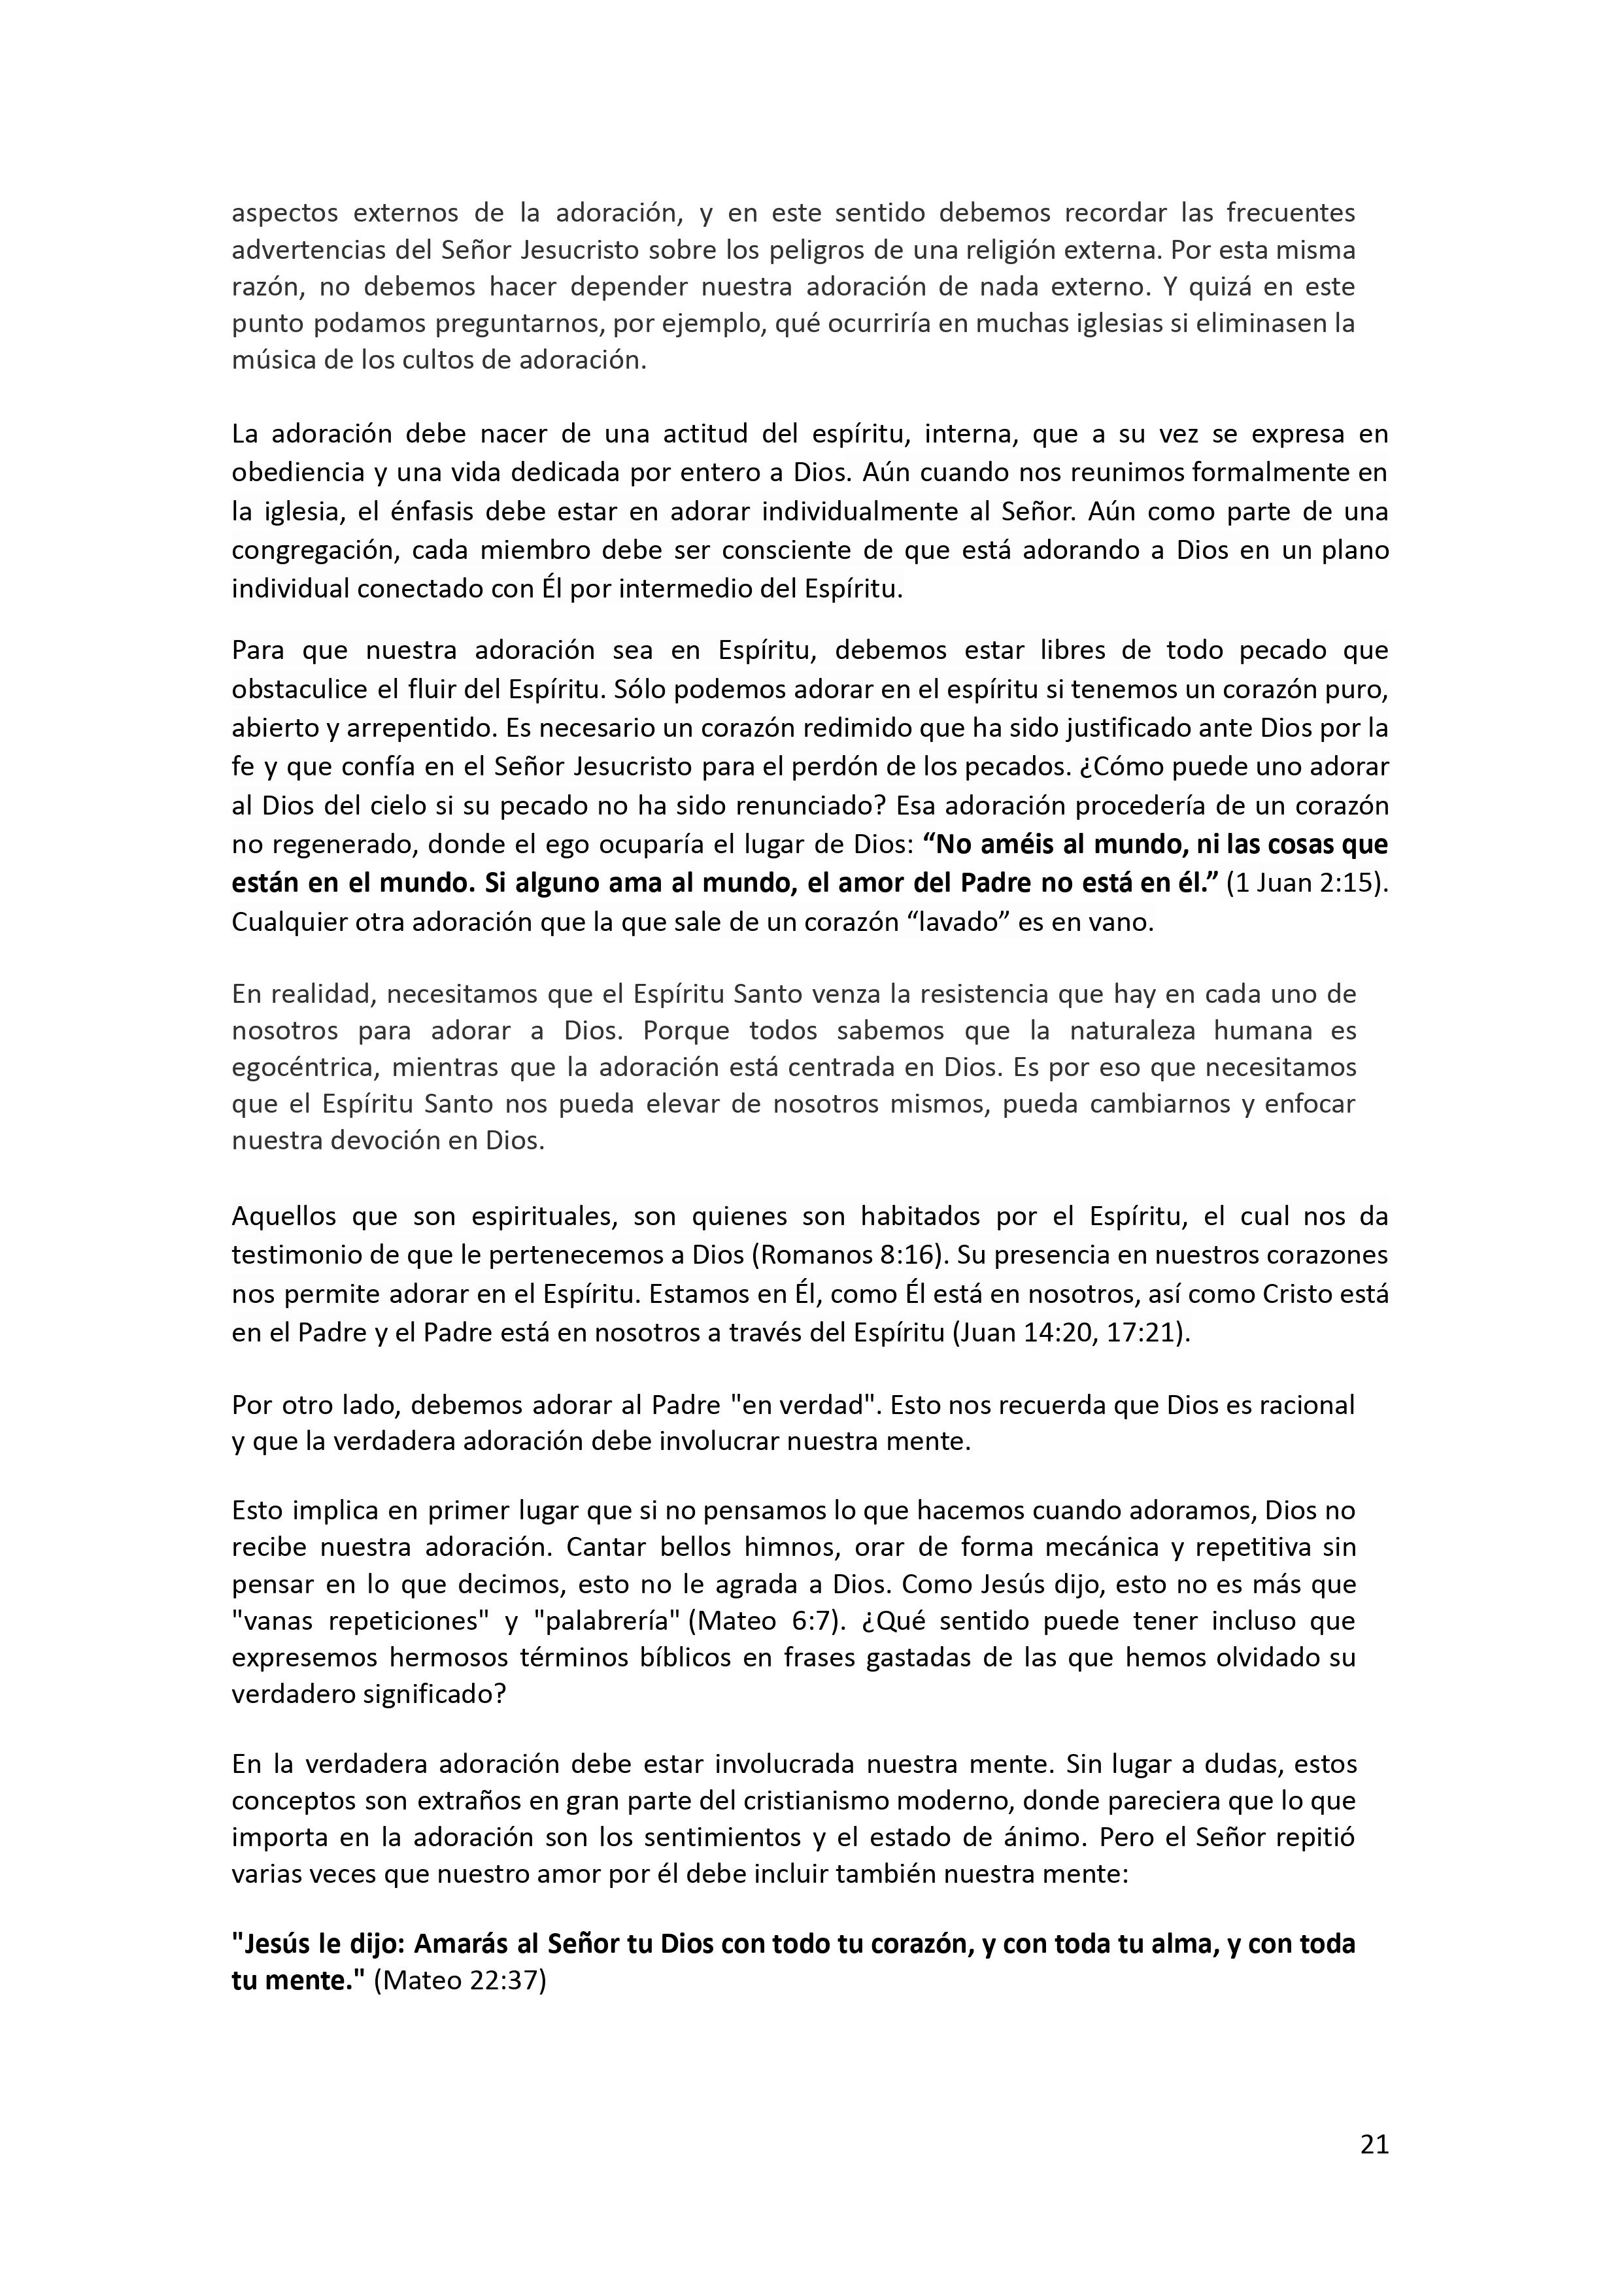 aspectos externos de la adoración, y en este sentido debemos recordar las frecuentes
advertencias del Señor Jesucristo sobre los peligros de una religión externa. Por esta misma
razón, no debemos hacer depender nuestra adoración de nada externo. Y quizá en este
punto podamos preguntarnos, por ejemplo, qué ocurriría en muchas iglesias si eliminasen la
música de los cultos de adoración.
La adoración debe nacer de una actitud del espíritu, interna, que a su vez se expresa en
obediencia y una vida dedicada por entero a Dios. Aún cuando nos reunimos formalmente en
la iglesia, el énfasis debe estar en adorar individualmente al Señor. Aún como parte de una
congregación, cada miembro debe ser consciente de que está adorando a Dios en un plano
individual conectado con Él por intermedio del Espíritu.
Para que nuestra adoración sea en Espíritu, debemos estar libres de todo pecado que
obstaculice el fluir del Espíritu. Sólo podemos adorar en el espíritu si tenemos un corazón puro,
abierto y arrepentido. Es necesario un corazón redimido que ha sido justificado ante Dios por la
fe y que confía en el Señor Jesucristo para el perdón de los pecados. ¿Cómo puede uno adorar
al Dios del cielo si su pecado no ha sido renunciado? Esa adoración procedería de un corazón
no regenerado, donde el ego ocuparía el lugar de Dios: “No améis al mundo, ni las cosas que
están en el mundo. Si alguno ama al mundo, el amor del Padre no está en él.” (1 Juan 2:15).
Cualquier otra adoración que la que sale de un corazón “lavado” es en vano.
En realidad, necesitamos que el Espíritu Santo venza la resistencia que hay en cada uno de
nosotros para adorar a Dios. Porque todos sabemos que la naturaleza humana es
egocéntrica, mientras que la adoración está centrada en Dios. Es por eso que necesitamos
que el Espíritu Santo nos pueda elevar de nosotros mismos, pueda cambiarnos y enfocar
nuestra devoción en Dios.
Aquellos que son espirituales, son quienes son habitados por el Espíritu, el cual nos da
testimonio de que le pertenecemos a Dios (Romanos 8:16). Su presencia en nuestros corazones
nos permite adorar en el Espíritu. Estamos en Él, como Él está en nosotros, así como Cristo está
en el Padre y el Padre está en nosotros a través del Espíritu (Juan 14:20, 17:21).
Por otro lado, debemos adorar al Padre "en verdad". Esto nos recuerda que Dios es racional
y que la verdadera adoración debe involucrar nuestra mente.
Esto implica en primer lugar que si no pensamos lo que hacemos cuando adoramos, Dios no
recibe nuestra adoración. Cantar bellos himnos, orar de forma mecánica y repetitiva sin
pensar en lo que decimos, esto no le agrada a Dios. Como Jesús dijo, esto no es más que
"vanas repeticiones" y "palabrería" (Mateo 6:7). ¿Qué sentido puede tener incluso que
expresemos hermosos términos bíblicos en frases gastadas de las que hemos olvidado su
verdadero significado?
En la verdadera adoración debe estar involucrada nuestra mente. Sin lugar a dudas, estos
conceptos son extraños en gran parte del cristianismo moderno, donde pareciera que lo que
importa en la adoración son los sentimientos y el estado de ánimo. Pero el Señor repitió
varias veces que nuestro amor por él debe incluir también nuestra mente:
"Jesús le dijo: Amarás al Señor tu Dios con todo tu corazón, y con toda tu alma, y con toda
tu mente." (Mateo 22:37)
21